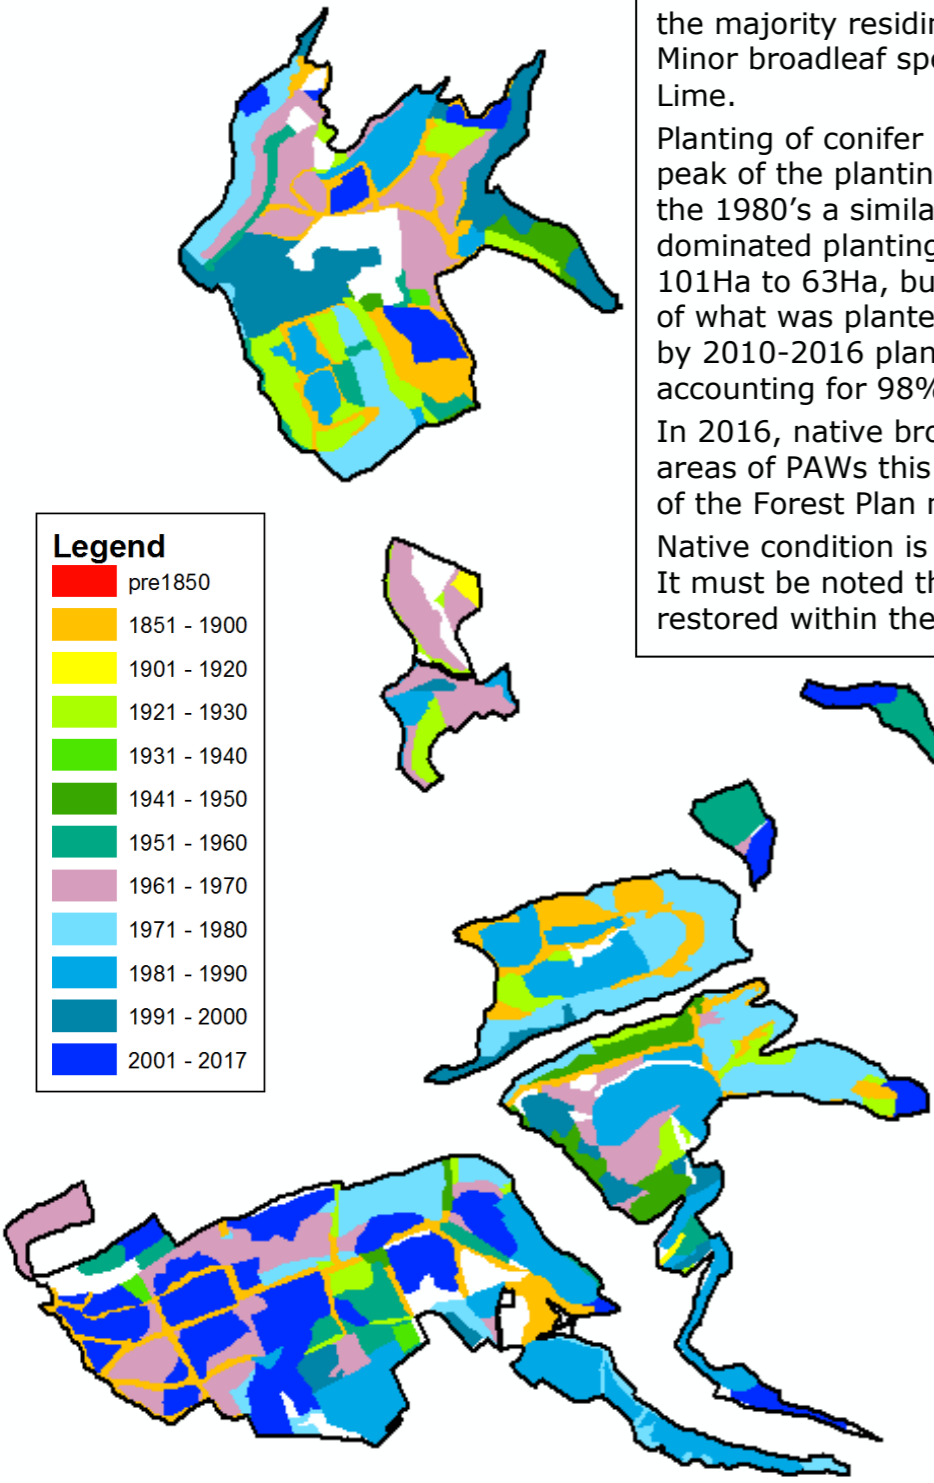 the majority residin
Minor broadleaf spe
Lime.
Planting of conifer
peak of the plantin
the 1980's a simila
dominated planting
101Ha to 63Ha, bu
of what was plante
by 2010-2016 plan
accounting for 98%
In 2016, native bro
areas of PAWs this
of the Forest Plan r
Native condition is
It must be noted th
restored within the
Legend
pre1850
1851 - 1900
1901 - 1920
1921 - 1930
1931 - 1940
1941 - 1950
1951 - 1960
1961 - 1970
1971 - 1980
1981 - 1990
1991 - 2000
2001 - 2017